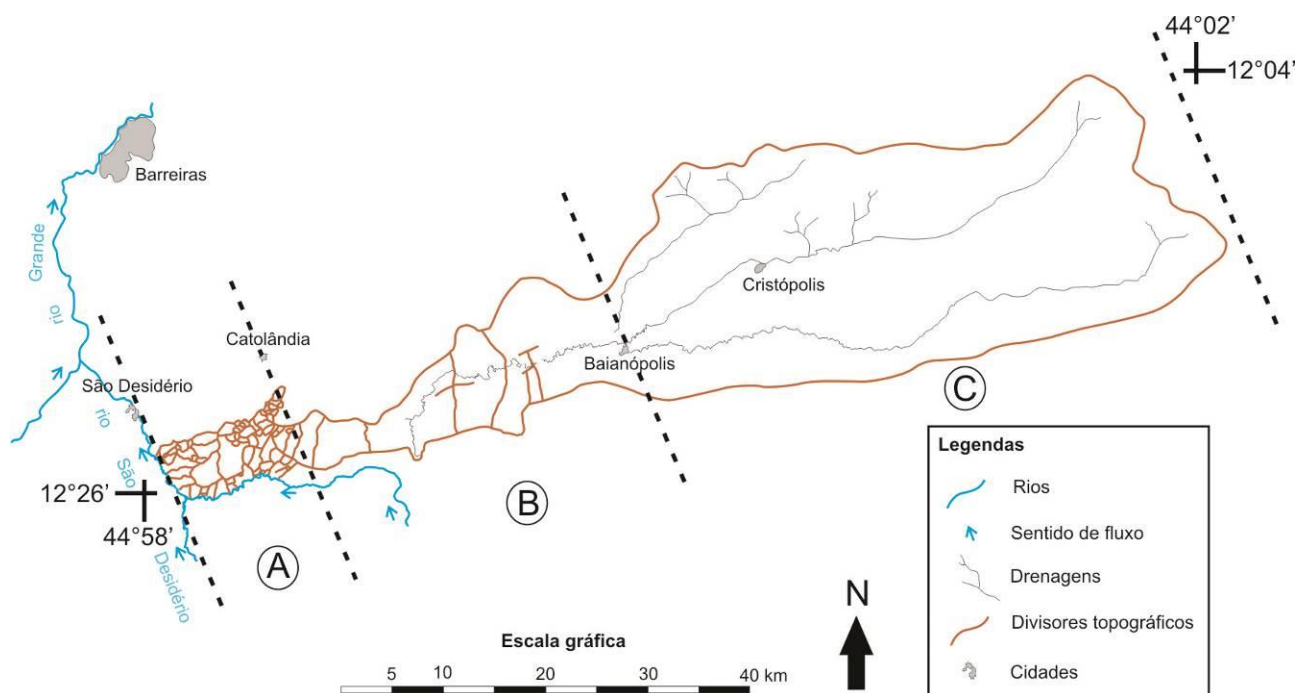 44°02’
12°04’
Barreiras
Grande
rio
Catolândia
São Desidério
rio
São
Desidério
12°26’
44°58’
Cristópolis
Baianópolis
A
B
C
N
Escala gráfica
5 10 20 30 40 km
Legendas
Rios
Sentido de fluxo
Drenagens
Divisores topográficos
Cidades